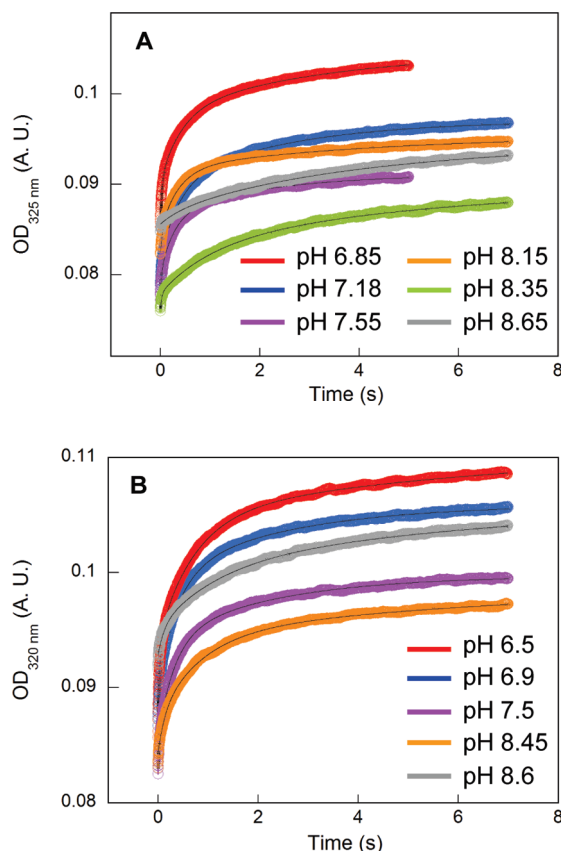 A
0.1
0.09
0.08
OD325 nm (A. U.)
pH 6.85
pH 7.18
pH 7.55
pH 8.15
pH 8.35
pH 8.65
0 2 4 6 8
Time (s)
B
0.11
0.1
0.09
0.08
OD320 nm (A. U.)
pH 6.5
pH 6.9
pH 7.5
pH 8.45
pH 8.6
0 2 4 6 8
Time (s)